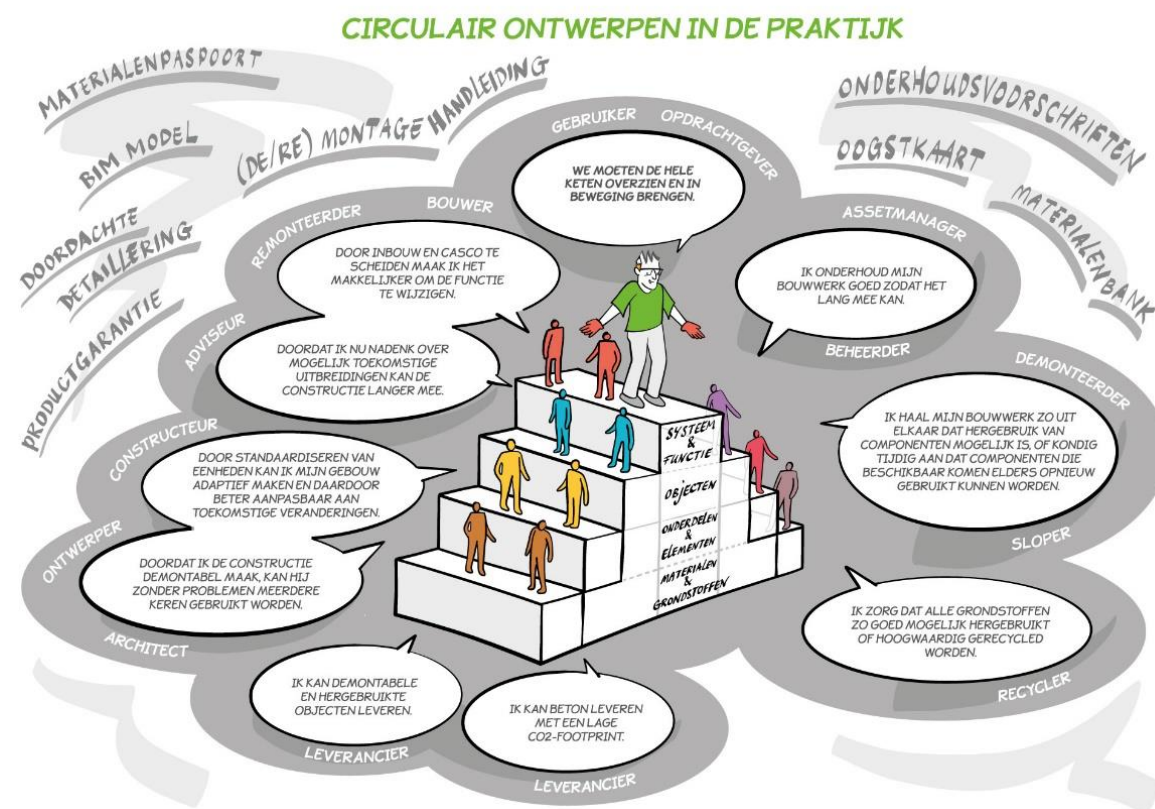 CIRCULAIR ONTWERPEN IN DE PRAKTIJK
MATERIALENPASPOORT
BIM MODEL
(DE/RE) MONTAGE HANDLEIDING
DOORDACHTE
DETAILLERING
PRODUCTGARANTIE
ONDERHOUDSVOORSCHRIFTEN
OOGSTKAART
MATERIALENBANK
GEBRUIKER
OPDRACHTGEVER
WE MOETEN DE HELE
KETEN OVERZIEN EN IN
BEWEGING BRENGEN.
REMONTEERDER
BOUWER
DOOR INBOUW EN CASCO TE
SCHEIDEN MAAK IK HET
MAKKELIJKER OM DE FUNCTIE
TE WIJZIGEN.
ASSETMANAGER
IK ONDERHOUD MIJN
BOUWWERK GOED ZODAT HET
LANG MEE KAN.
BEHEERDER
ADVISEUR
DOORDAT IK NU NADENK OVER
MOGELIJK TOEKOMSTIGE
UITBREIDINGEN KAN DE
CONSTRUCTIE LANGER MEE.
CONSTRUCTEUR
DEMONTEERDER
IK HAAL MIJN BOUWWERK ZO UIT
ELKAAR DAT HERGEBRUIK VAN
COMPONENTEN MOGELIJK IS, OF KONDIG
TIJDIG AAN DAT COMPONENTEN DIE
BESCHIKBAAR KOMEN ELDERS OPNIEUW
GEBRUIKT KUNNEN WORDEN.
SLOPER
DOOR STANDAARDISEREN VAN
EENHEDEN KAN IK MIJN GEBOUW
ADAPTIEF MAKEN EN DAARDOOR
BETER AANPASBAAR AAN
TOEKOMSTIGE VERANDERINGEN.
ONTWERPER
SYSTEEM
&
FUNCTIE
OBJECTEN
ONDERDELEN
&
ELEMENTEN
MATERIALEN
&
GRONDSTOFFEN
DOORDAT IK DE CONSTRUCTIE
DEMONTABEL MAAK, KAN HIJ
ZONDER PROBLEMEN MEERDERE
KEREN GEBRUIKT WORDEN.
ARCHITECT
IK ZORG DAT ALLE GRONDSTOFFEN
ZO GOED MOGELIJK HERGEBRUIKT
OF HOOGWAARDIG GERECYCLED
WORDEN.
RECYCLER
IK KAN DEMONTABELE
EN HERGEBRUIKTE
OBJECTEN LEVEREN.
LEVERANCIER
IK KAN BETON LEVEREN
MET EEN LAGE
CO2-FOOTPRINT.
LEVERANCIER